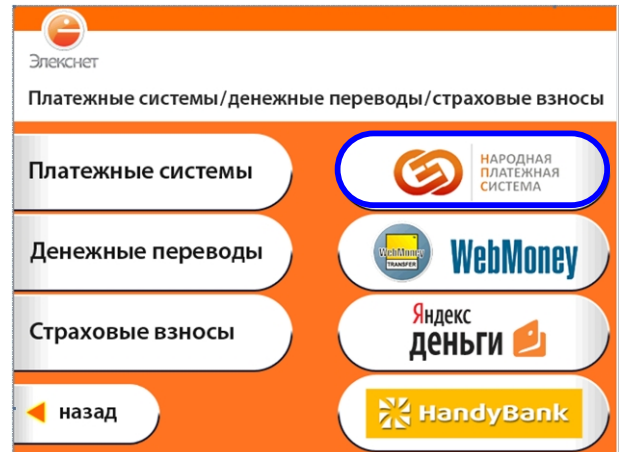 Элекснет
Платежные системы/денежные переводы/страховые взносы
Платежные системы
НАРОДНАЯ
ПЛАТЕЖНАЯ
СИСТЕМА
Денежные переводы
WebMoney
TRANSFER
WebMoney
Страховые взносы
Яндекс
деньги
назад
HandyBank